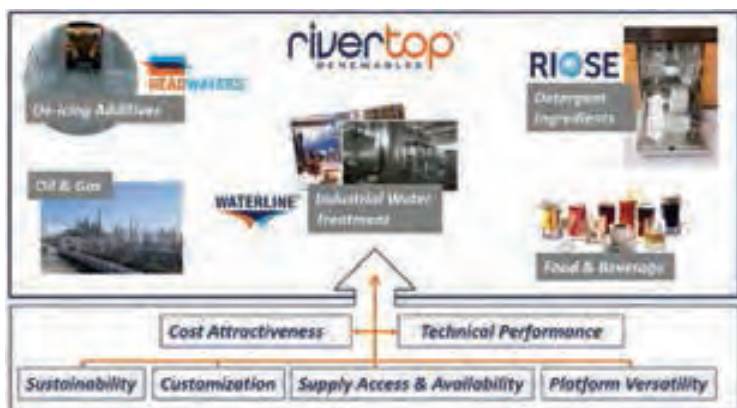 rivertop
RENEWABLES
HEADWATERS
De-icing Additives
RIOSE
Detergent
Ingredients
Oil & Gas
WATERLINE
Industrial Water
Treatment
Food & Beverage
Cost Attractiveness
Technical Performance
Sustainability
Customization
Supply Access & Availability
Platform Versatility